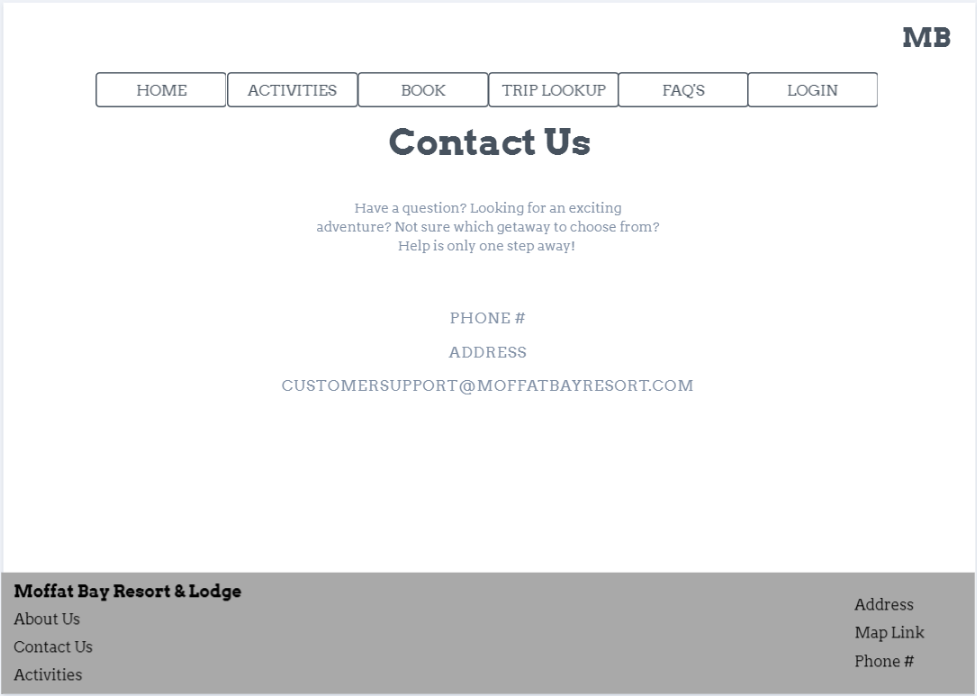 MB
HOME ACTIVITIES BOOK TRIP LOOKUP FAQ'S LOGIN
Contact Us
Have a question? Looking for an exciting
adventure? Not sure which getaway to choose from?
Help is only one step away!
PHONE #
ADDRESS
CUSTOMERSUPPORT@MOFFATBAYRESORT.COM
Moffat Bay Resort & Lodge
About Us
Contact Us
Activities
Address
Map Link
Phone #